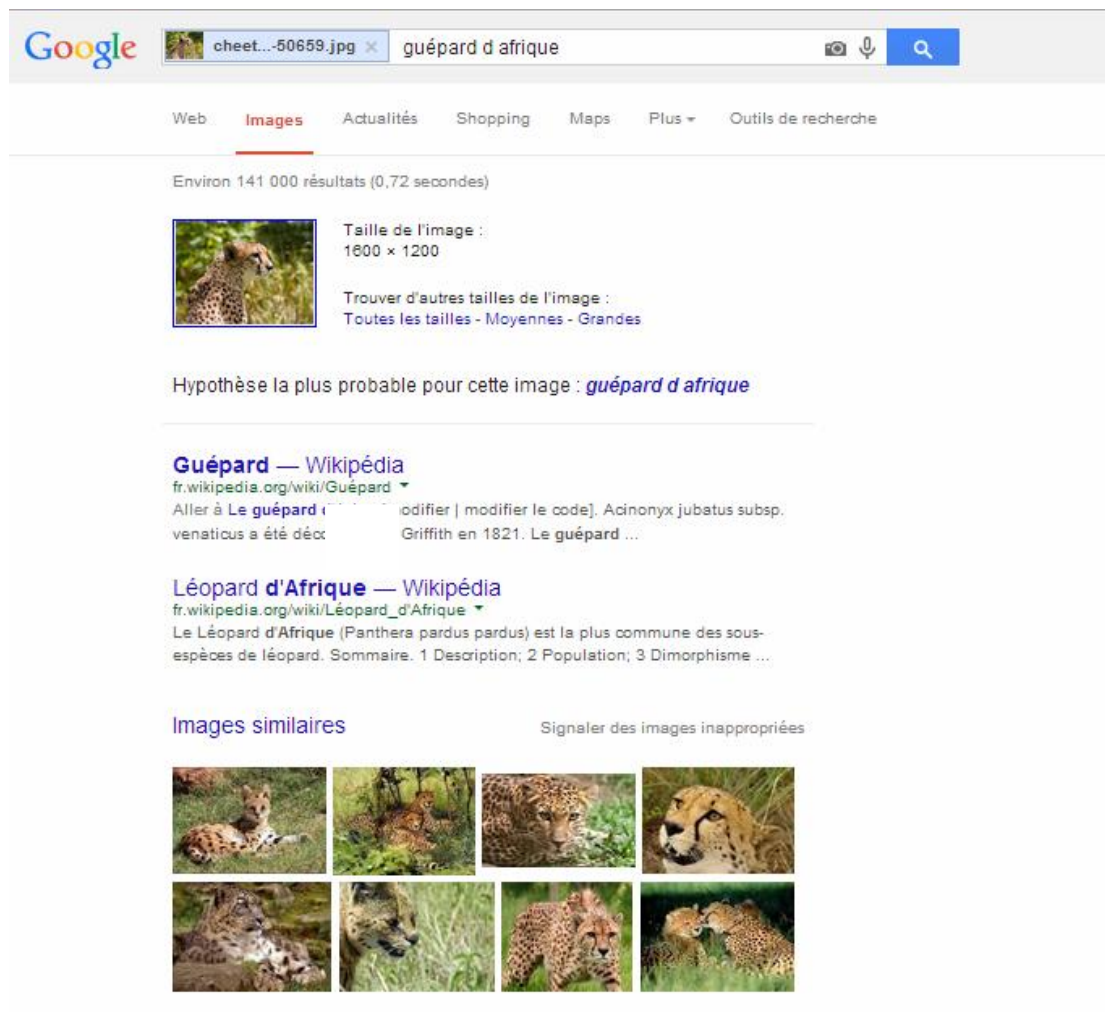 Google cheet...-50659.jpg × guépard d afrique
Web Images Actualités Shopping Maps Plus Outils de recherche
Environ 141 000 résultats (0,72 secondes)
Taille de l'image :
1600 × 1200
Trouver d'autres tailles de l'image :
Toutes les tailles - Moyennes - Grandes
Hypothèse la plus probable pour cette image : guépard d afrique
Guépard — Wikipédia
fr.wikipedia.org/wiki/Guépard
Aller à Le guépard odifier | modifier le code]. Acinonyx jubatus subsp.
venaticus a été Griffith en 1821. Le guépard ...
Léopard d'Afrique — Wikipédia
fr.wikipedia.org/wiki/Léopard_d'Afrique
Le Léopard d'Afrique (Panthera pardus pardus) est la plus commune des sous-
espèces de léopard. Sommaire. 1 Description; 2 Population; 3 Dimorphisme ...
Images similaires Signaler des images inappropriées